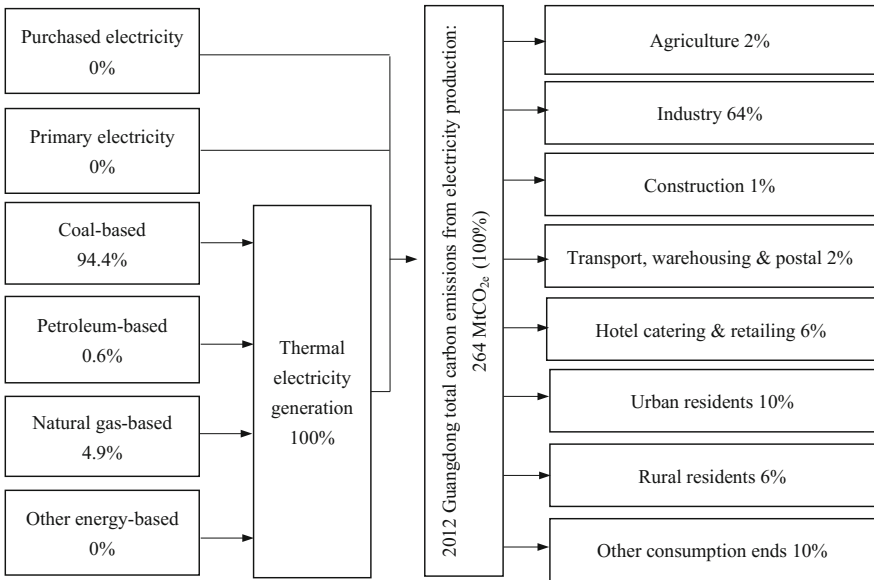 Purchased electricity
0%
Primary electricity
0%
Coal-based
94.4%
Petroleum-based
0.6%
Natural gas-based
4.9%
Other energy-based
0%
Thermal
electricity
generation
100%
2012 Guangdong total carbon emissions from electricity production:
264 MtCO2e (100%)
Agriculture 2%
Industry 64%
Construction 1%
Transport, warehousing & postal 2%
Hotel catering & retailing 6%
Urban residents 10%
Rural residents 6%
Other consumption ends 10%